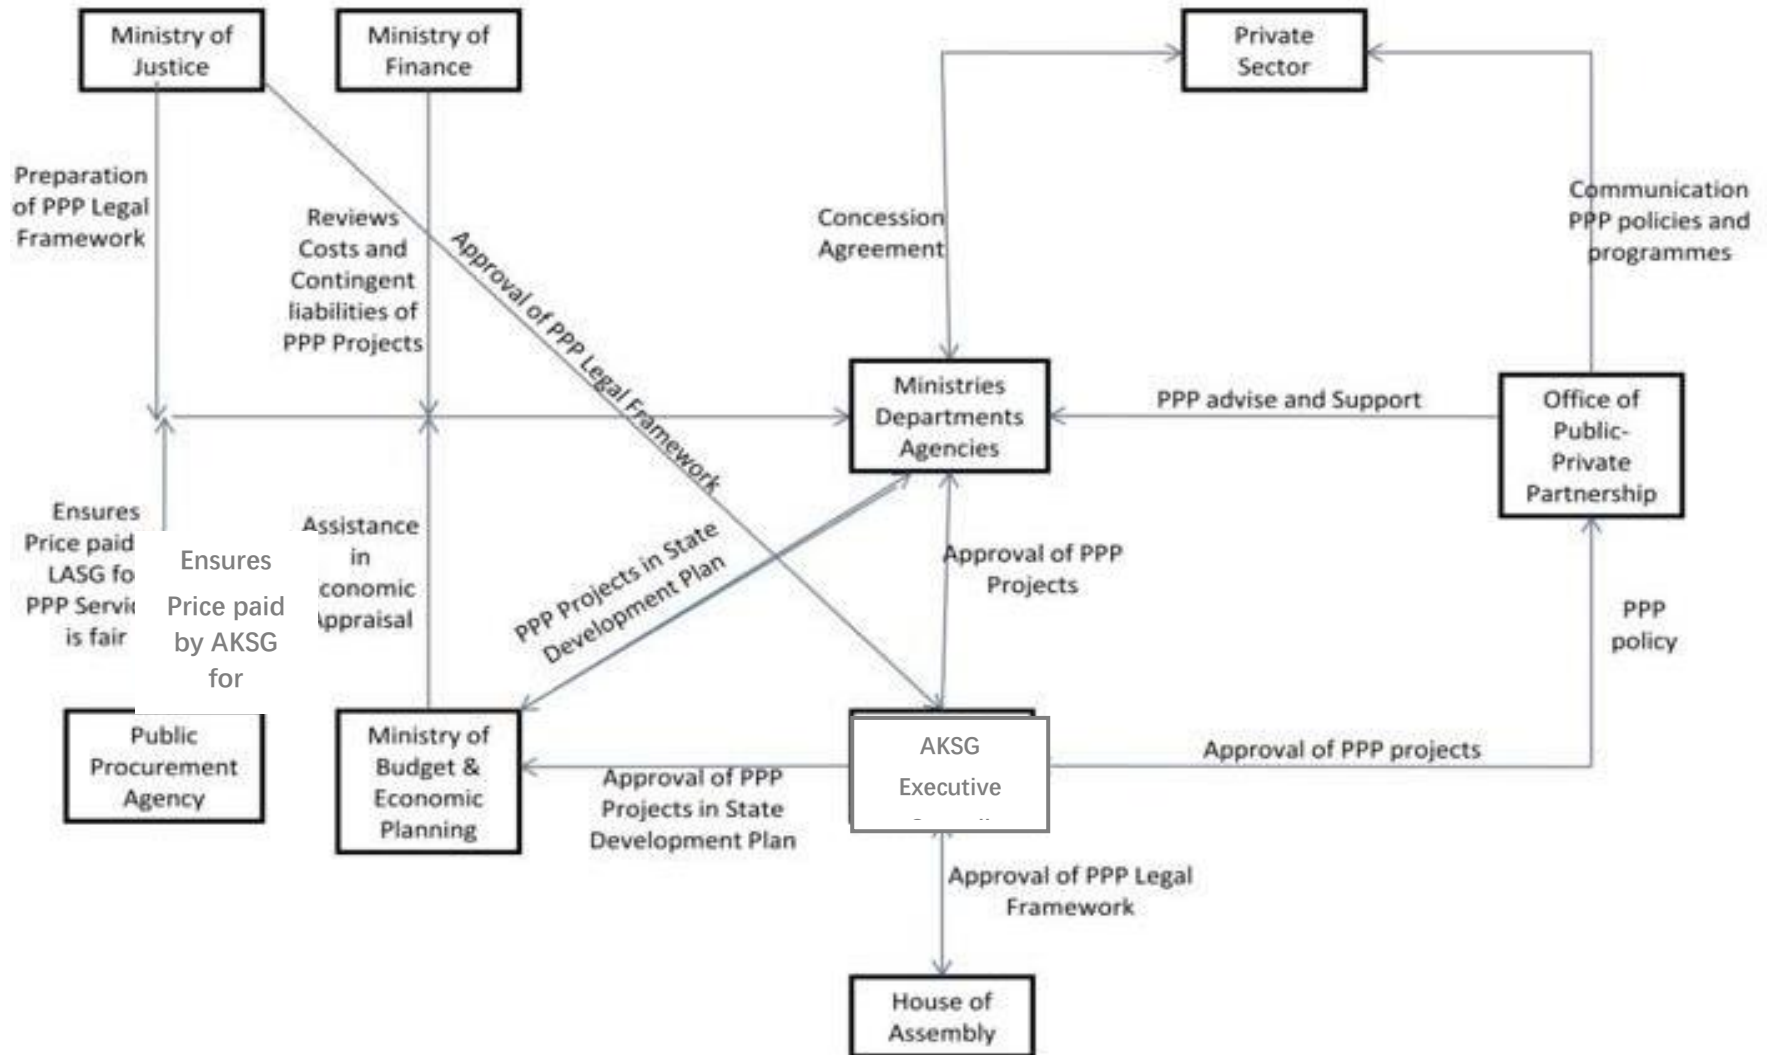 Ministry of
Justice
Ministry of
Finance
Private
Sector
Preparation
of PPP Legal
Framework
Reviews
Costs and
Contingent
liabilities of
PPP Projects
Approval of PPP Legal Framework
Concession
Agreement
Communication
PPP policies and
programmes
Ministries
Departments
Agencies
PPP advise and Support
Office of
Public-
Private
Partnership
Ensures
Price paid
LASG fo
PPP Servi
is fair
Ensures
Price paid
by AKSG
for
Assistance
in
conomic
ppraisal
PPP Projects in State
Development Plan
Approval of PPP
Projects
PPP
policy
Public
Procurement
Agency
Ministry of
Budget &
Economic
Planning
Approval of PPP
Projects in State
Development Plan
AKSG
Executive
Approval of PPP projects
Approval of PPP Legal
Framework
House of
Assembly